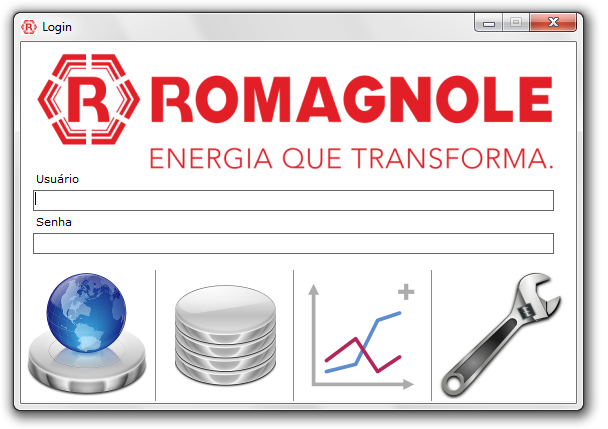 Login
R ROMAGNOLE
ENERGIA QUE TRANSFORMA.
Usuário
Senha